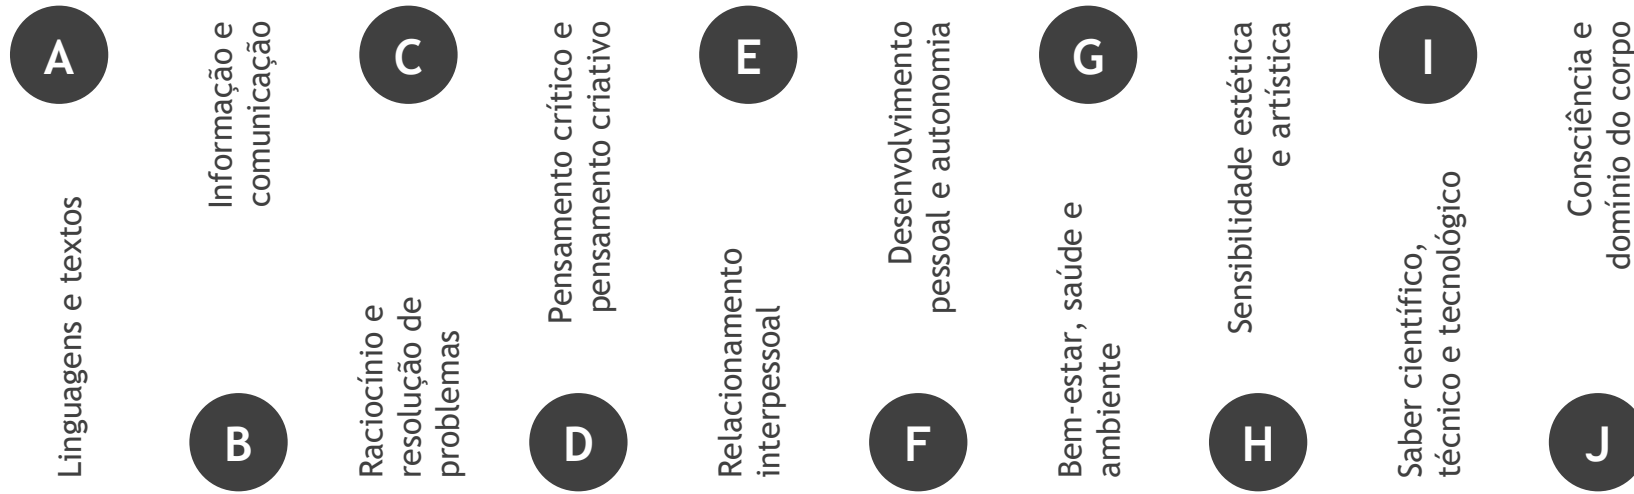 A
Linguagens e textos
Informação e
comunicação
B
C
Raciocínio e
resolução de
problemas
Pensamento crítico e
pensamento criativo
D
E
Relacionamento
interpessoal
Desenvolvimento
pessoal e autonomia
F
G
Bem-estar, saúde e
ambiente
Sensibilidade estética
e artística
H
I
Saber científico,
técnico e tecnológico
Consciência e
domínio do corpo
J